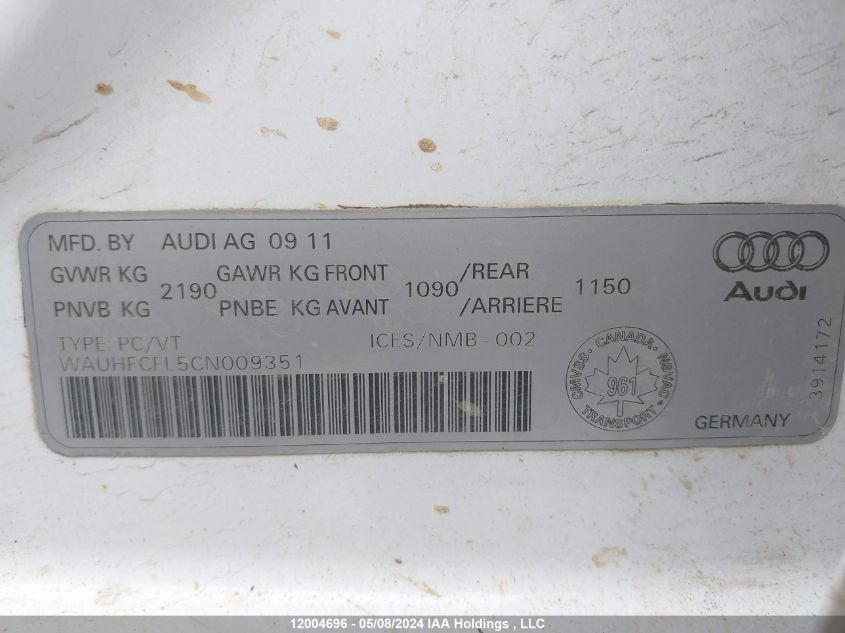 MFD. BY AUDI AG 09 11
GVWR KG 2190 GAWR KG FRONT 1090 /REAR 1150
PNVB KG PNBE KG AVANT /ARRIERE
Audi
TYPE PC/VT ICES/NMB-002
WAUHFCFL5CN009351
CMVSS CANADA NSVAC
961
TRANSPORT
GERMANY
3914172
12004696 - 05/08/2024 IAA Holdings , LLC